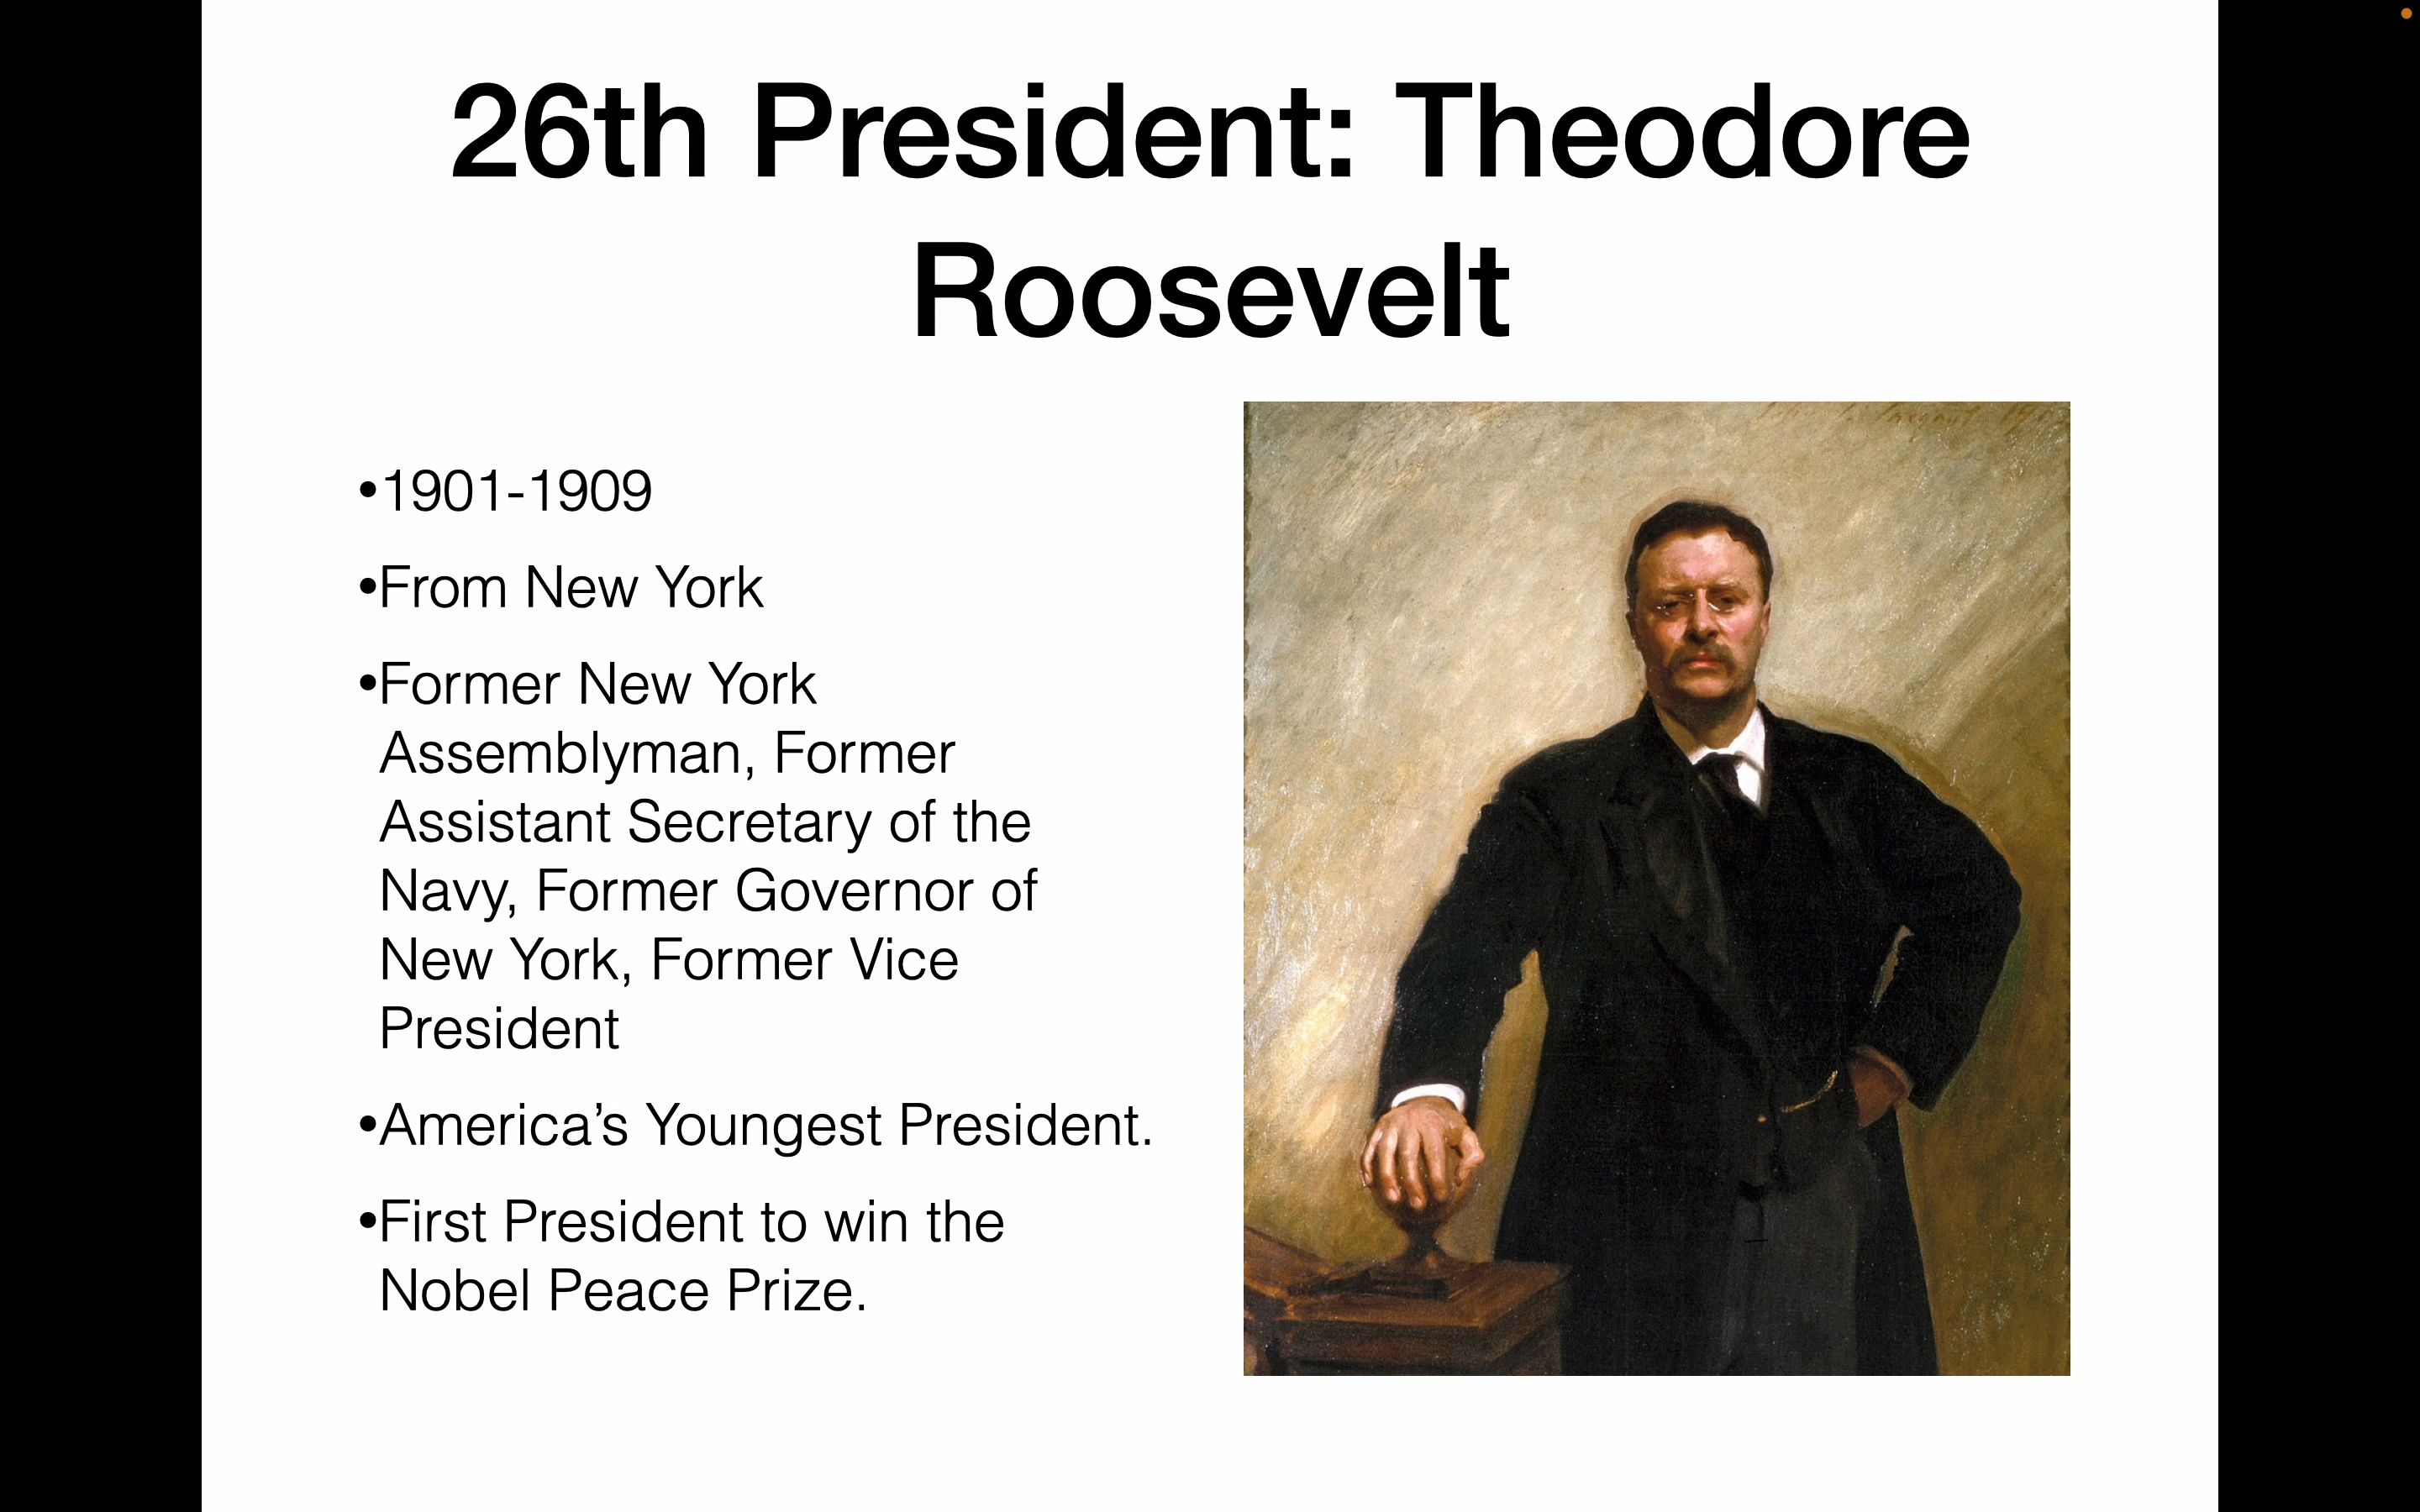 26th President: Theodore
Roosevelt
•1901-1909
•From New York
•Former New York
Assemblyman, Former
Assistant Secretary of the
Navy, Former Governor of
New York, Former Vice
President
•America’s Youngest President.
•First President to win the
Nobel Peace Prize.